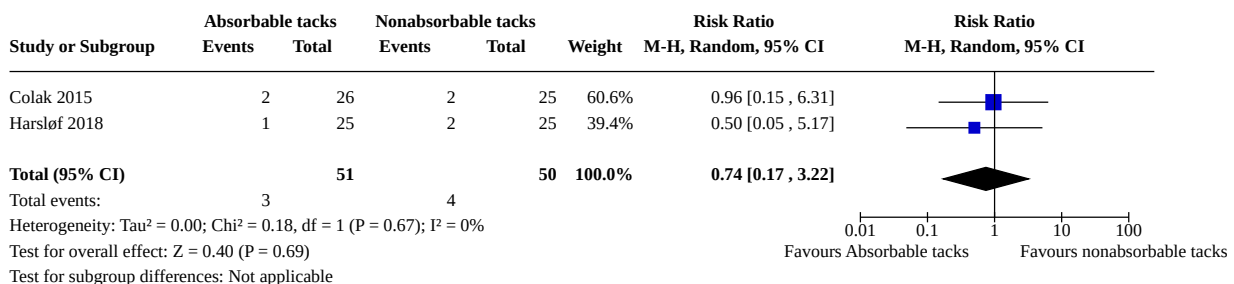 Absorbable tacks Nonabsorbable tacks Risk Ratio Risk Ratio
Study or Subgroup Events Total Events Total Weight M-H, Random, 95% CI M-H, Random, 95% CI
Colak 2015 2 26 2 25 60.6% 0.96 [0.15 , 6.31]
Harsløf 2018 1 25 2 25 39.4% 0.50 [0.05 , 5.17]
Total (95% CI) 51 50 100.0% 0.74 [0.17 , 3.22]
Total events: 3 4
Heterogeneity: Tau² = 0.00; Chi² = 0.18, df = 1 (P = 0.67); I² = 0%
0.01 0.1 1 10 100
Test for overall effect: Z = 0.40 (P = 0.69) Favours Absorbable tacks Favours nonabsorbable tacks
Test for subgroup differences: Not applicable